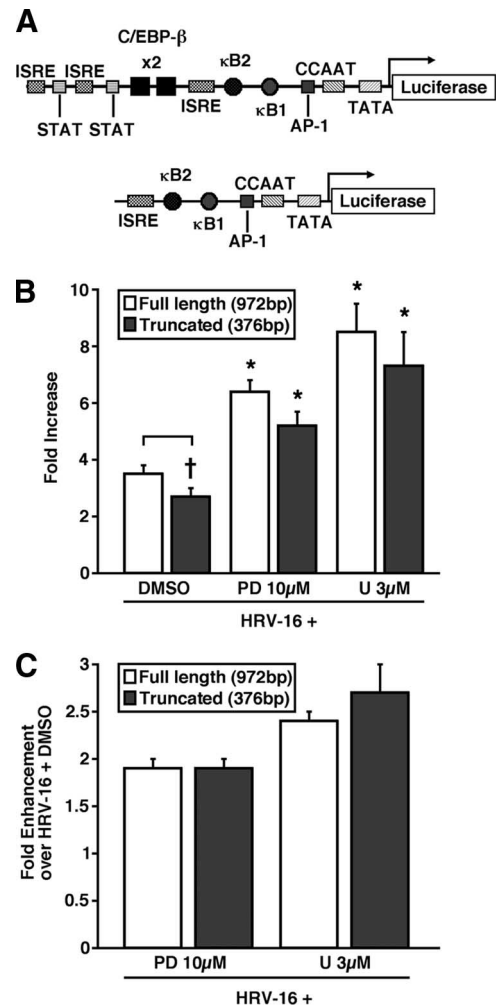 A
C/EBP-β
x2
ISRE ISRE κB2 CCAAT
Luciferase
STAT STAT ISRE κB1 TATA
AP-1
κB2 CCAAT
Luciferase
ISRE κB1 TATA
AP-1
B
Fold Increase
10
8
6
4
2
0
Full length (972bp)
Truncated (376bp)
†
*
*
*
*
DMSO PD 10μM U 3μM
HRV-16 +
C
Fold Enhancement
over HRV-16 + DMSO
3
2.5
2
1.5
1
0.5
0
Full length (972bp)
Truncated (376bp)
PD 10μM U 3μM
HRV-16 +